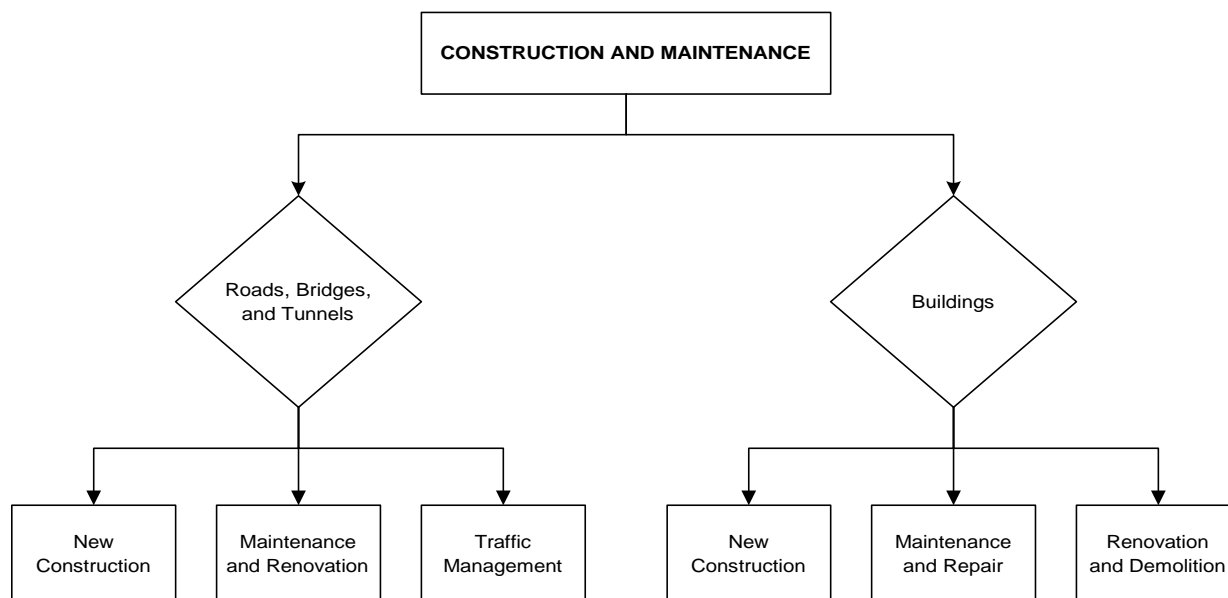 CONSTRUCTION AND MAINTENANCE
Roads, Bridges,
and Tunnels
Buildings
New
Construction
Maintenance
and Renovation
Traffic
Management
New
Construction
Maintenance
and Repair
Renovation
and Demolition